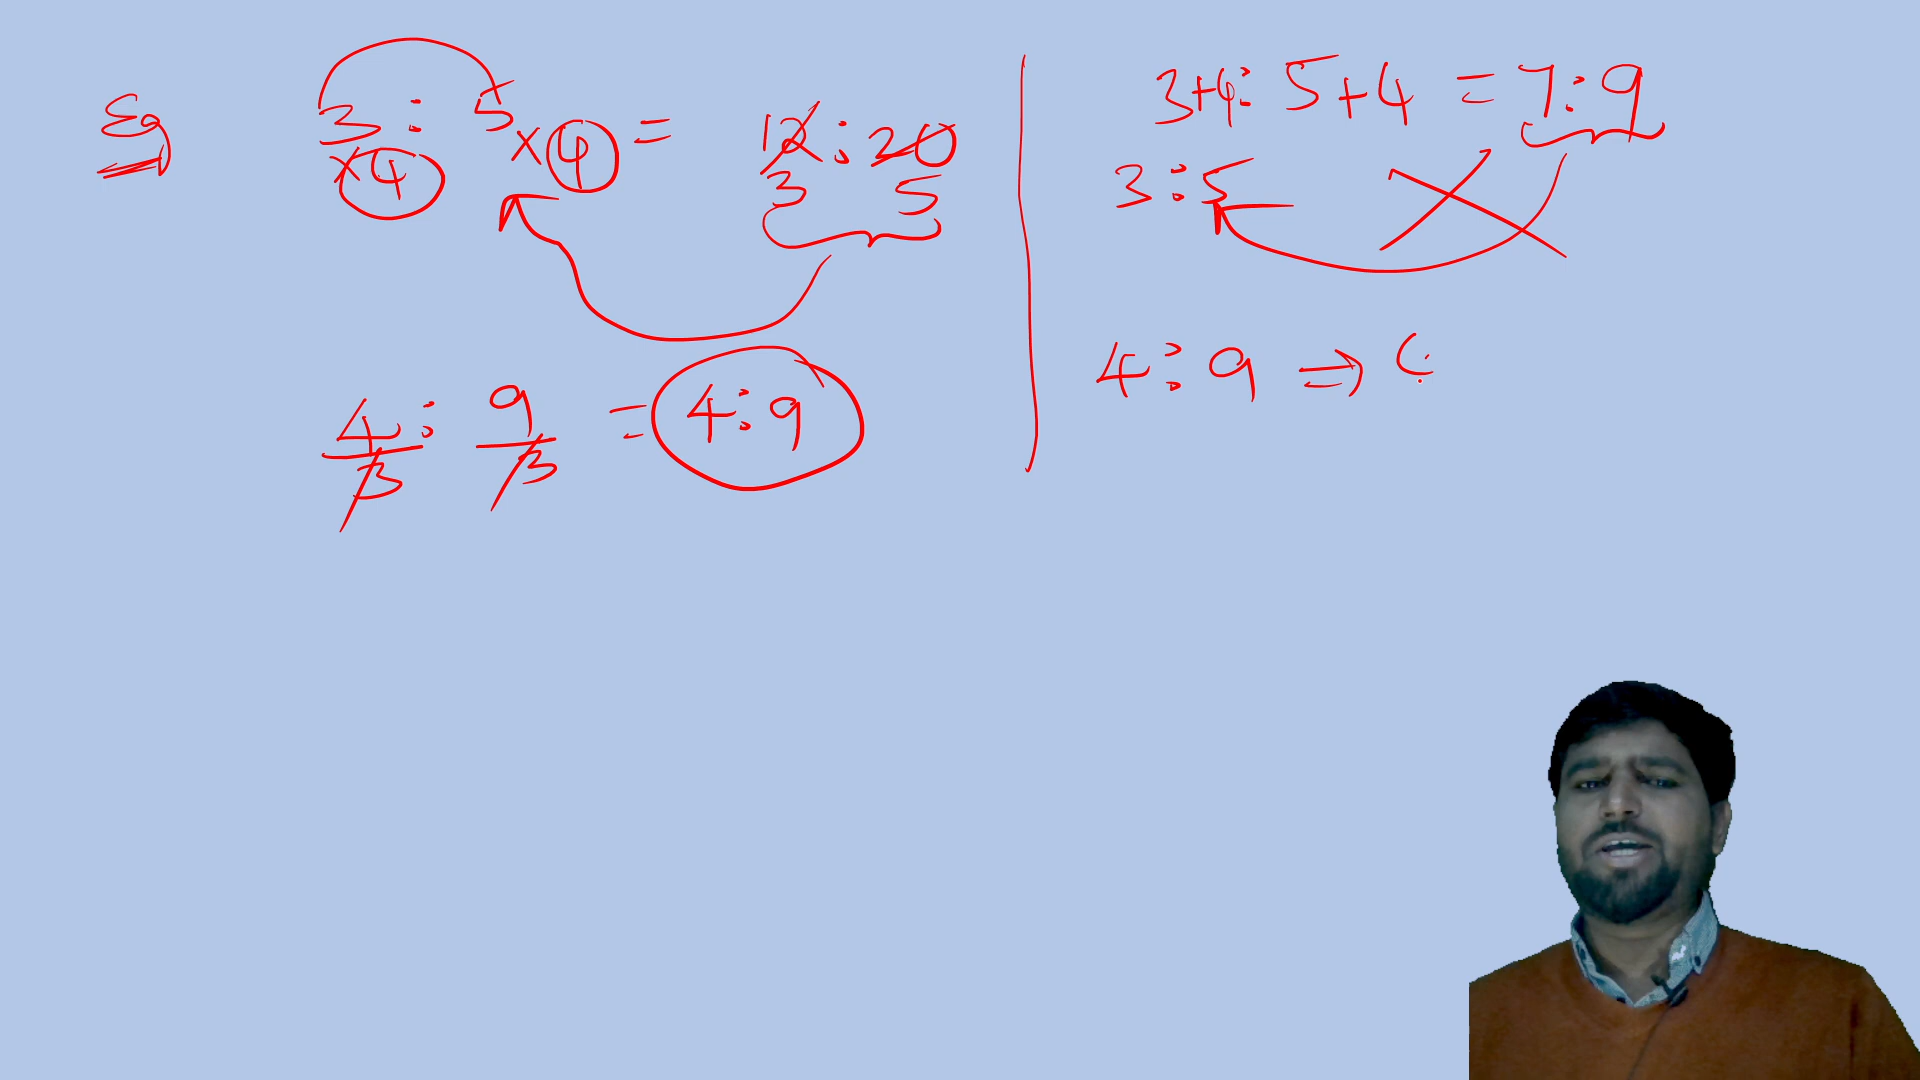 Eg 3 : 5 = 12 : 20
×4 ×4 3 5
4/3 : 9/3 = 4 : 9
3+4 : 5+4 = 7 : 9
3 : 5
4 : 9 ⇒ (